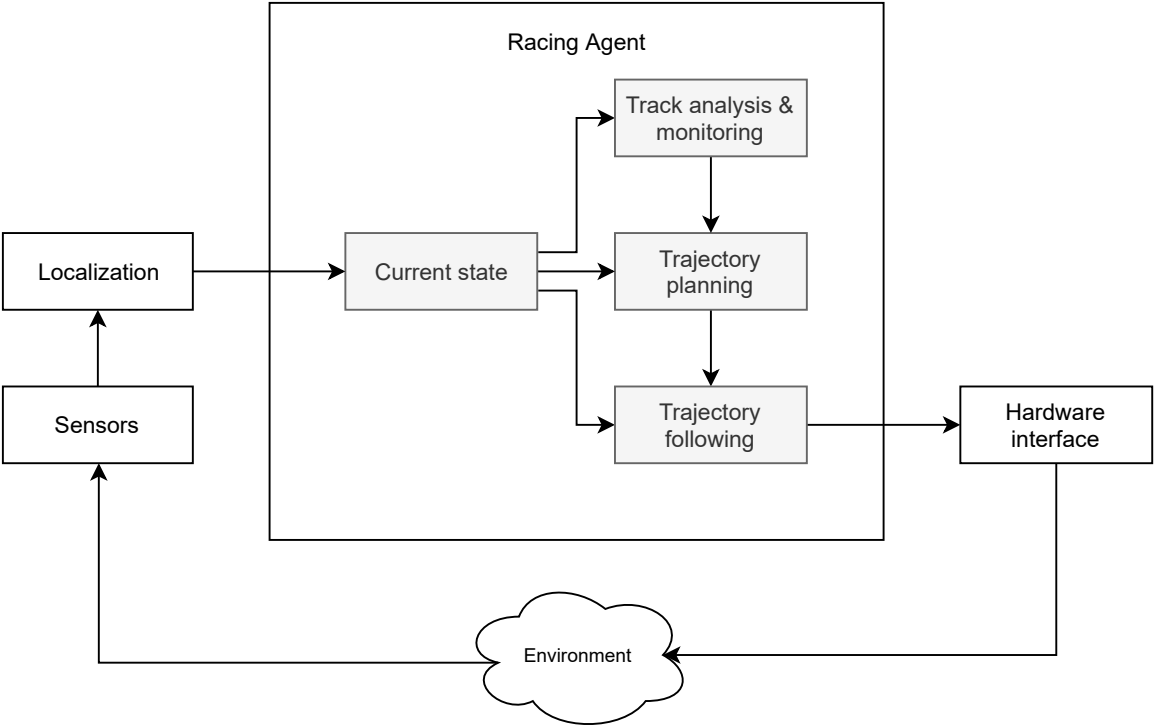 Racing Agent
Track analysis &
monitoring
Localization
Current state
Trajectory
planning
Sensors
Trajectory
following
Hardware
interface
Environment